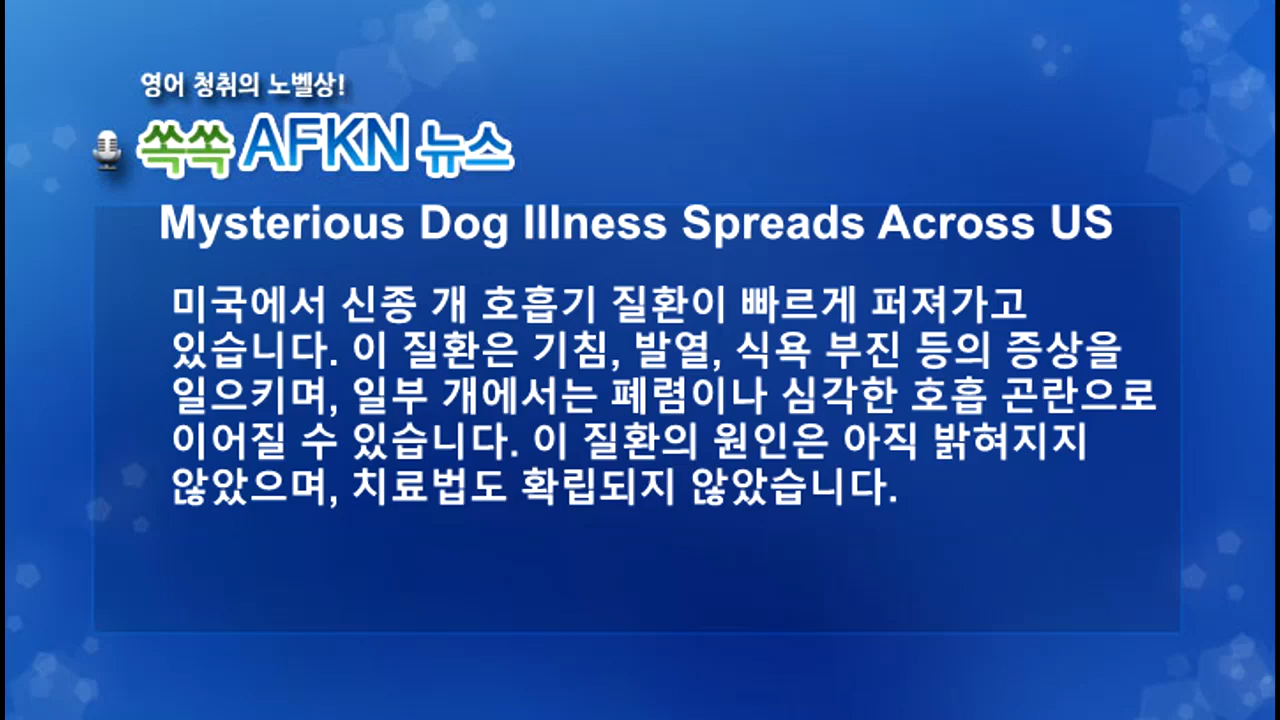 영어 청취의 노벨상!
쏙쏙 AFKN 뉴스
Mysterious Dog Illness Spreads Across US
미국에서 신종 개 호흡기 질환이 빠르게 퍼져가고
있습니다. 이 질환은 기침, 발열, 식욕 부진 등의 증상을
일으키며, 일부 개에서는 폐렴이나 심각한 호흡 곤란으로
이어질 수 있습니다. 이 질환의 원인은 아직 밝혀지지
않았으며, 치료법도 확립되지 않았습니다.